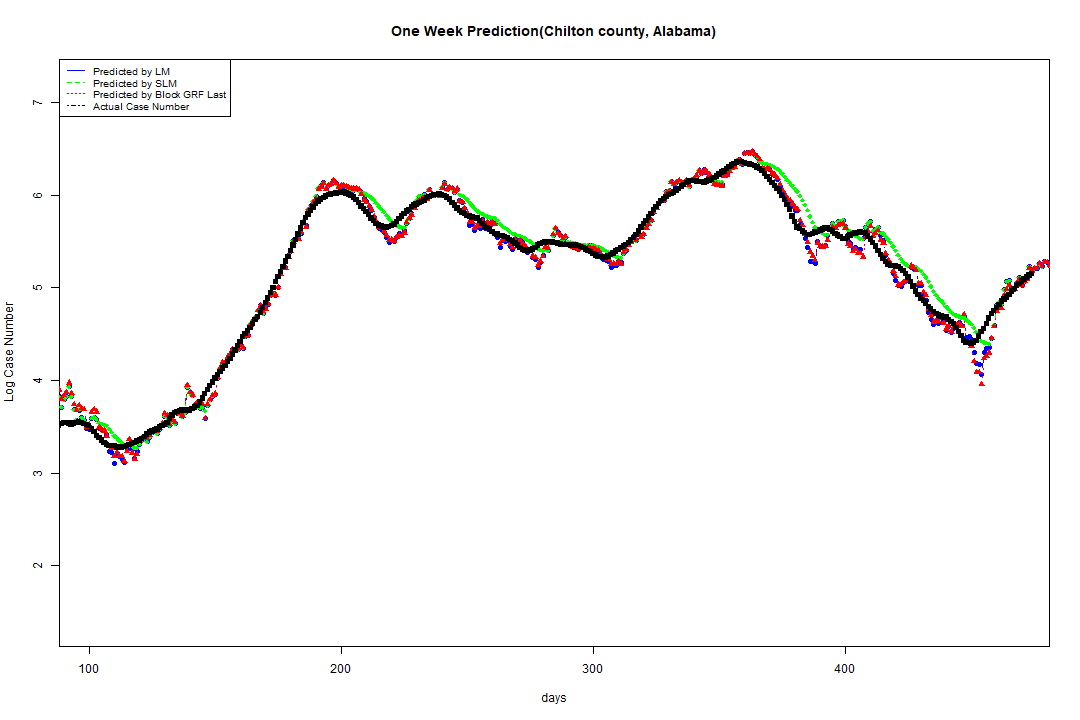 One Week Prediction(Chilton county, Alabama)
Predicted by LM
Predicted by SLM
Predicted by Block GRF Last
Actual Case Number
7
6
5
4
3
2
Log Case Number
100 200 300 400
days